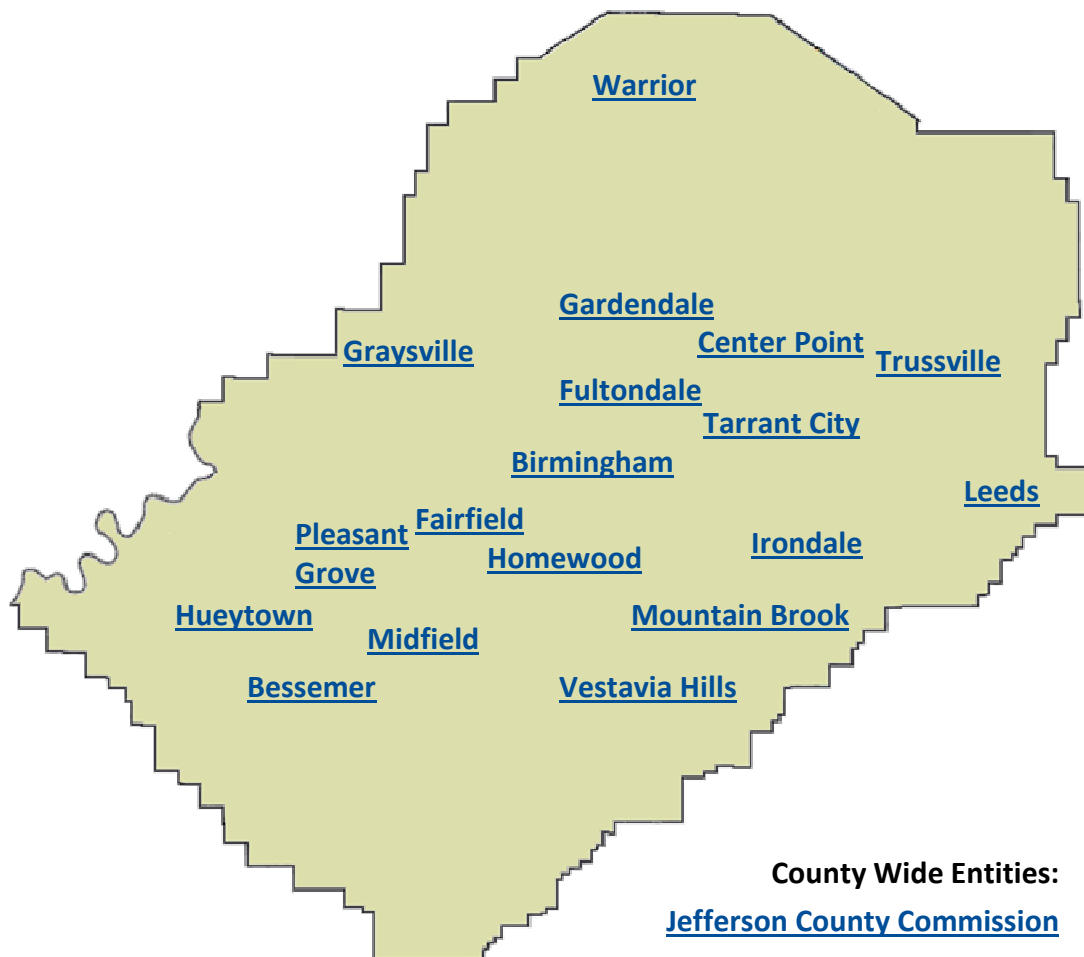 Warrior
Gardendale
Center Point
Graysville
Trussville
Fultondale
Tarrant City
Birmingham
Leeds
Fairfield
Pleasant
Grove
Irondale
Homewood
Hueytown
Mountain Brook
Midfield
Bessemer
Vestavia Hills
County Wide Entities:
Jefferson County Commission